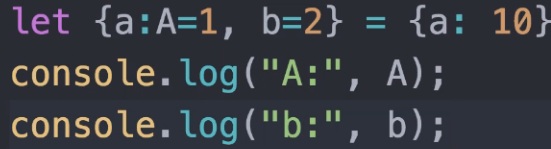 let {a:A=1, b=2} = {a: 10}
console.log("A:", A);
console.log("b:", b);